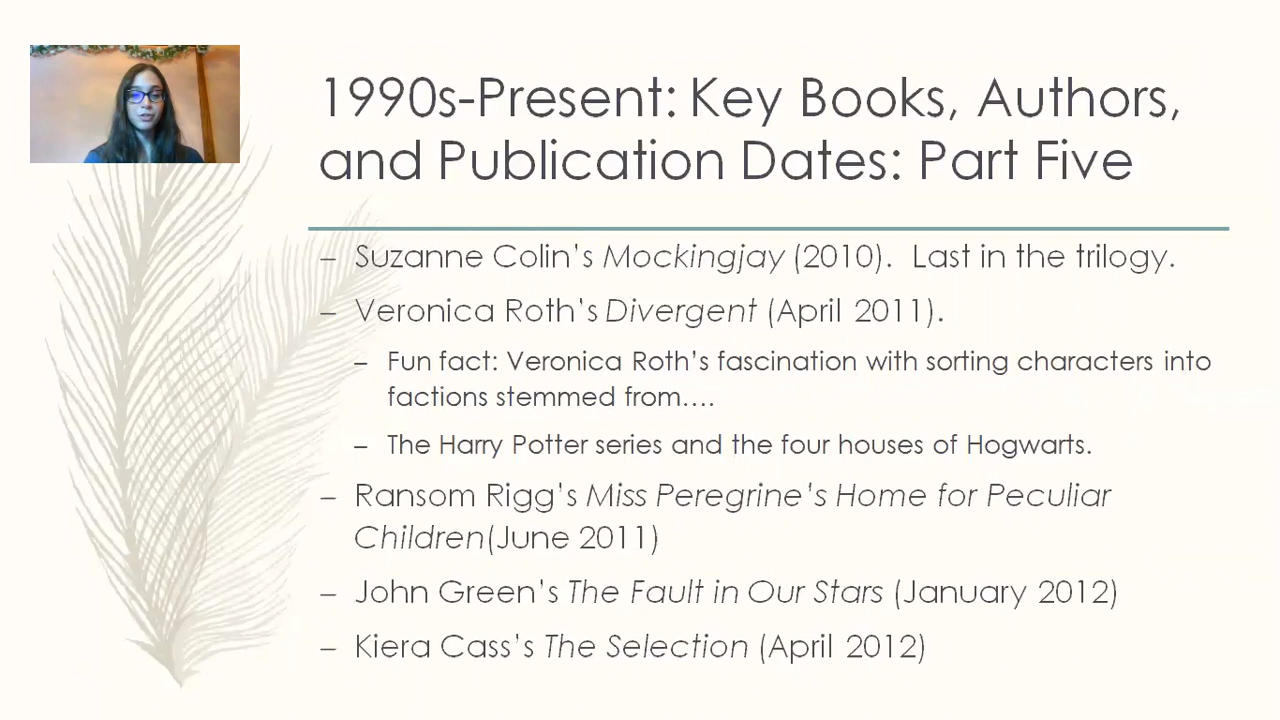 1990s-Present: Key Books, Authors,
and Publication Dates: Part Five
– Suzanne Colin's Mockingjay (2010).  Last in the trilogy.
– Veronica Roth's Divergent (April 2011).
– Fun fact: Veronica Roth's fascination with sorting characters into
factions stemmed from....
– The Harry Potter series and the four houses of Hogwarts.
– Ransom Rigg's Miss Peregrine's Home for Peculiar
Children(June 2011)
– John Green's The Fault in Our Stars (January 2012)
– Kiera Cass's The Selection (April 2012)